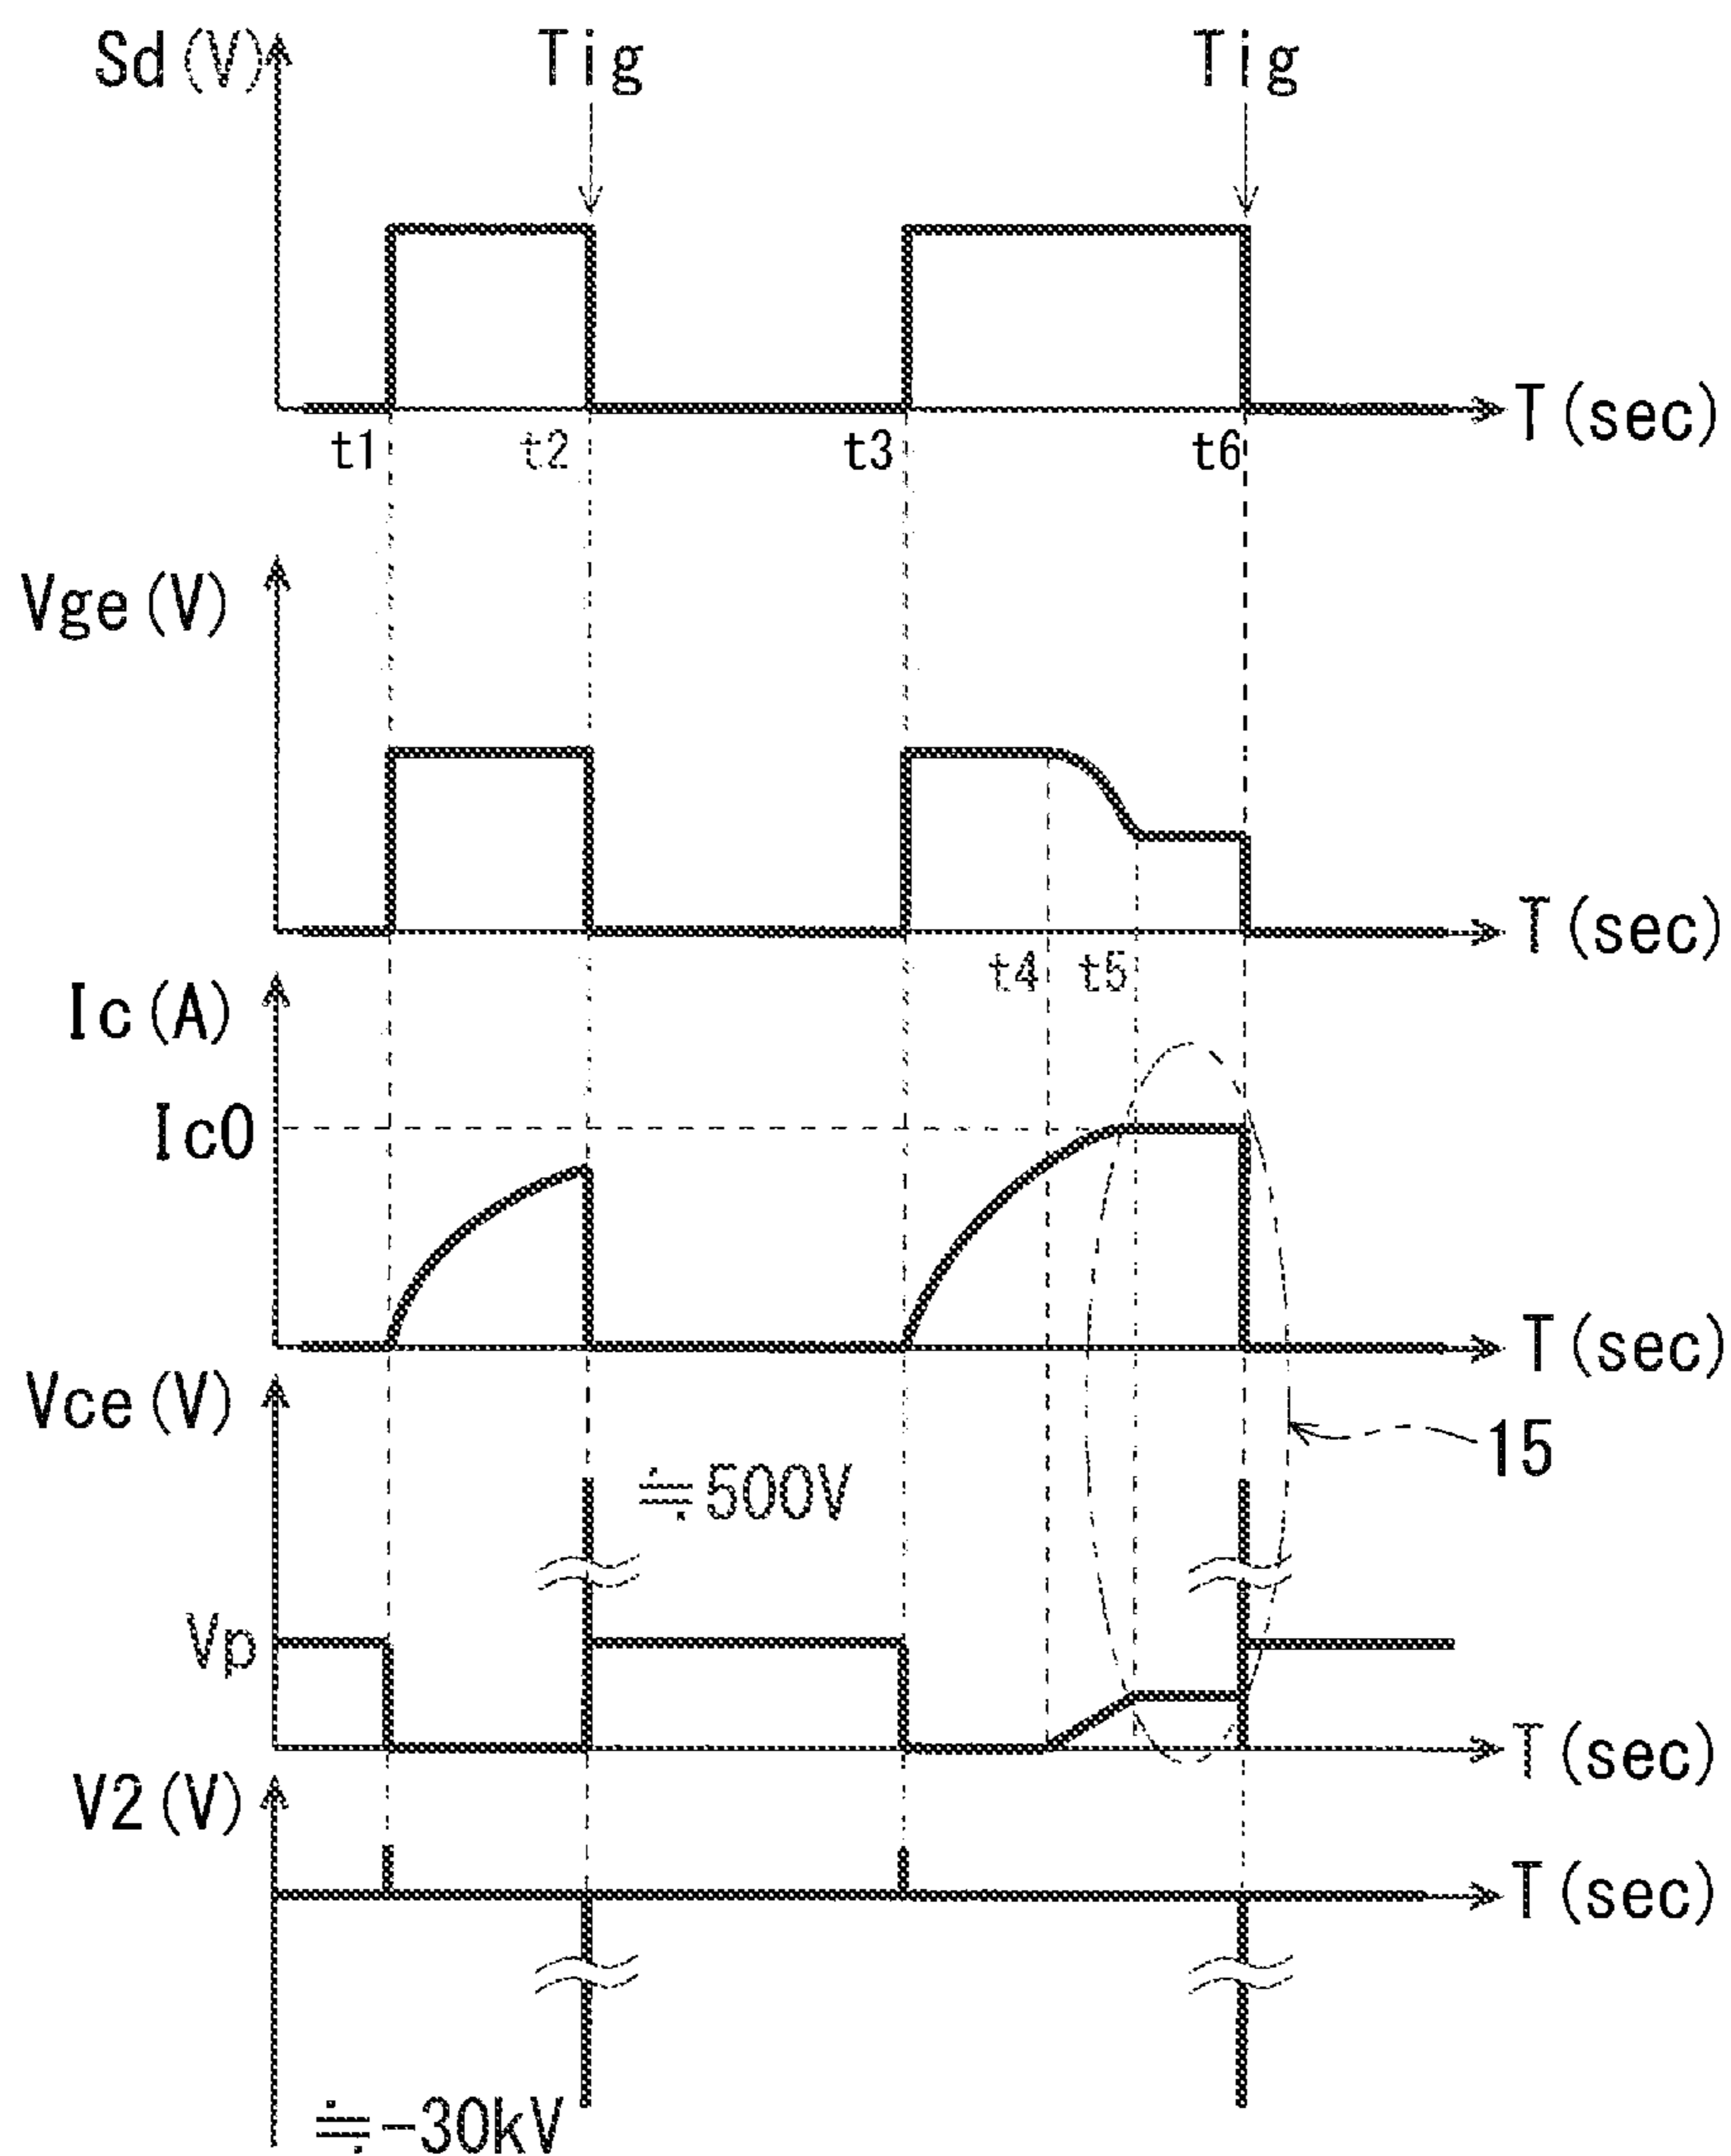 Sd(V)
Tig
Tig
T(sec)
t1
t2
t3
t6
Vge(V)
T(sec)
t4
t5
Ic(A)
Ic0
T(sec)
Vce(V)
15
≒500V
Vp
T(sec)
V2(V)
T(sec)
≒-30kV